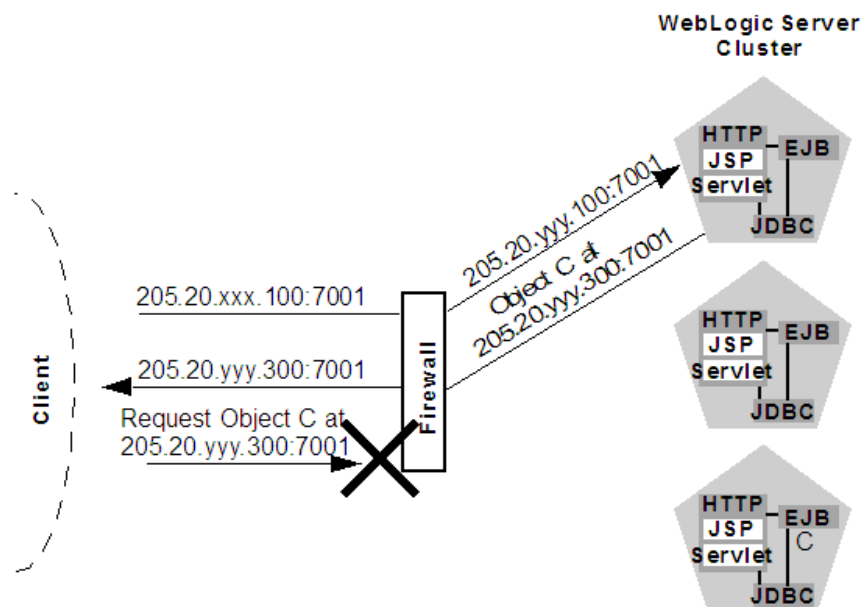 WebLogic Server
Cluster
HTTP
EJB
JSP
Servlet
JDBC
205.20.yyy.100:7001
Object C at
205.20.yyy.300:7001
205.20.xxx.100:7001
205.20.yyy.300:7001
Request Object C at
205.20.yyy.300:7001
Client
Firewall
HTTP
EJB
JSP
Servlet
JDBC
HTTP
EJB
JSP
C
Servlet
JDBC